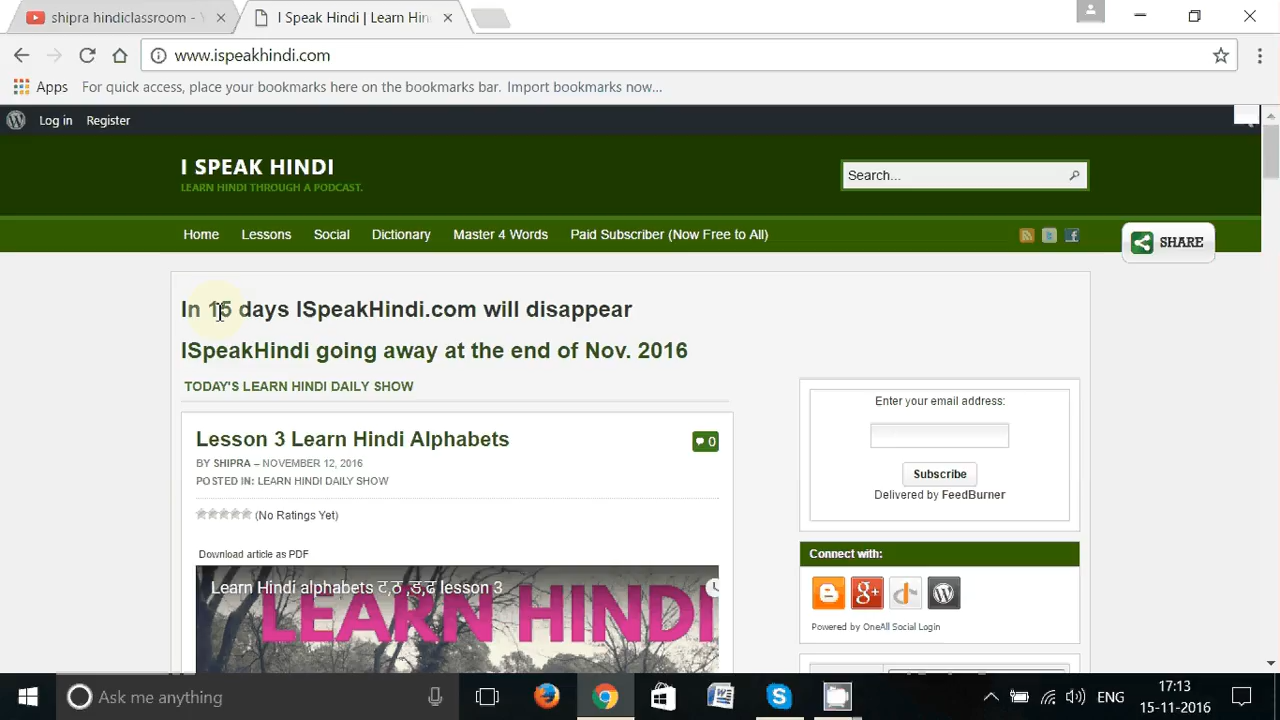 shipra hindiclassroom - Y
I Speak Hindi | Learn Hin
www.ispeakhindi.com
Apps
For quick access, place your bookmarks here on the bookmarks bar. Import bookmarks now...
Log in
Register
I SPEAK HINDI
LEARN HINDI THROUGH A PODCAST.
Search...
Home
Lessons
Social
Dictionary
Master 4 Words
Paid Subscriber (Now Free to All)
SHARE
In 15 days ISpeakHindi.com will disappear
ISpeakHindi going away at the end of Nov. 2016
TODAY'S LEARN HINDI DAILY SHOW
Lesson 3 Learn Hindi Alphabets
0
BY SHIPRA – NOVEMBER 12, 2016
POSTED IN: LEARN HINDI DAILY SHOW
(No Ratings Yet)
Download article as PDF
Learn Hindi alphabets ट,ठ ,ड,ढ lesson 3
LEARN HINDI
Enter your email address:
Subscribe
Delivered by FeedBurner
Connect with:
Powered by OneAll Social Login
Ask me anything
ENG
17:13
15-11-2016